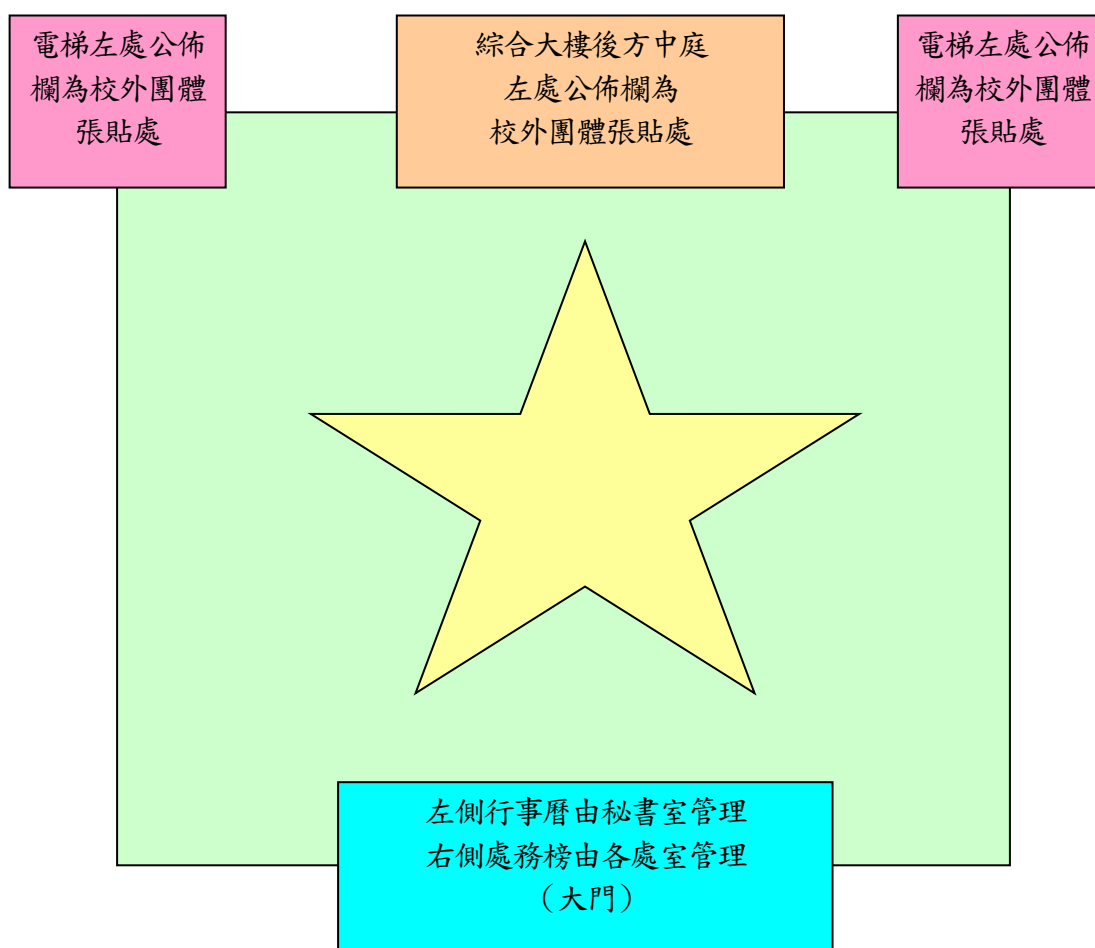 電梯左處公佈
欄為校外團體
張貼處
綜合大樓後方中庭
左處公佈欄為
校外團體張貼處
電梯左處公佈
欄為校外團體
張貼處
左側行事曆由秘書室管理
右側處務榜由各處室管理
（大門）